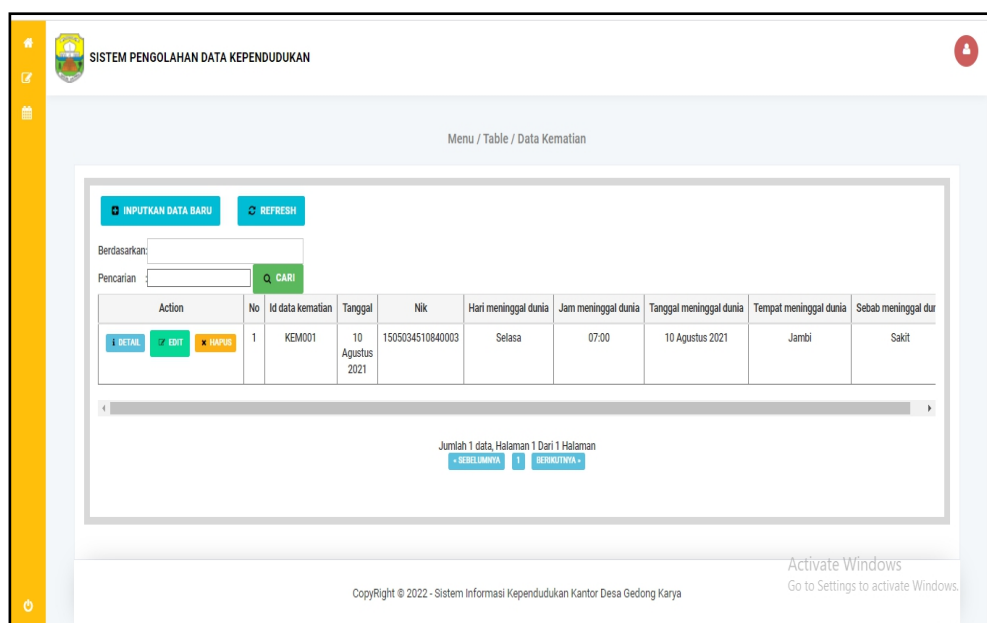 SISTEM PENGOLAHAN DATA KEPENDUDUKAN
Menu / Table / Data Kematian
INPUTKAN DATA BARU
REFRESH
Berdasarkan:
Pencarian :
CARI
Action No Id data kematian Tanggal Nik Hari meninggal dunia Jam meninggal dunia Tanggal meninggal dunia Tempat meninggal dunia Sebab meninggal dur
DETAIL EDIT HAPUS 1 KEM001 10 Agustus 2021 1505034510840003 Selasa 07:00 10 Agustus 2021 Jambi Sakit
Jumlah 1 data, Halaman 1 Dari 1 Halaman
« SEBELUMNYA 1 BERIKUTNYA »
Activate Windows
Go to Settings to activate Windows.
CopyRight © 2022 - Sistem Informasi Kependudukan Kantor Desa Gedong Karya